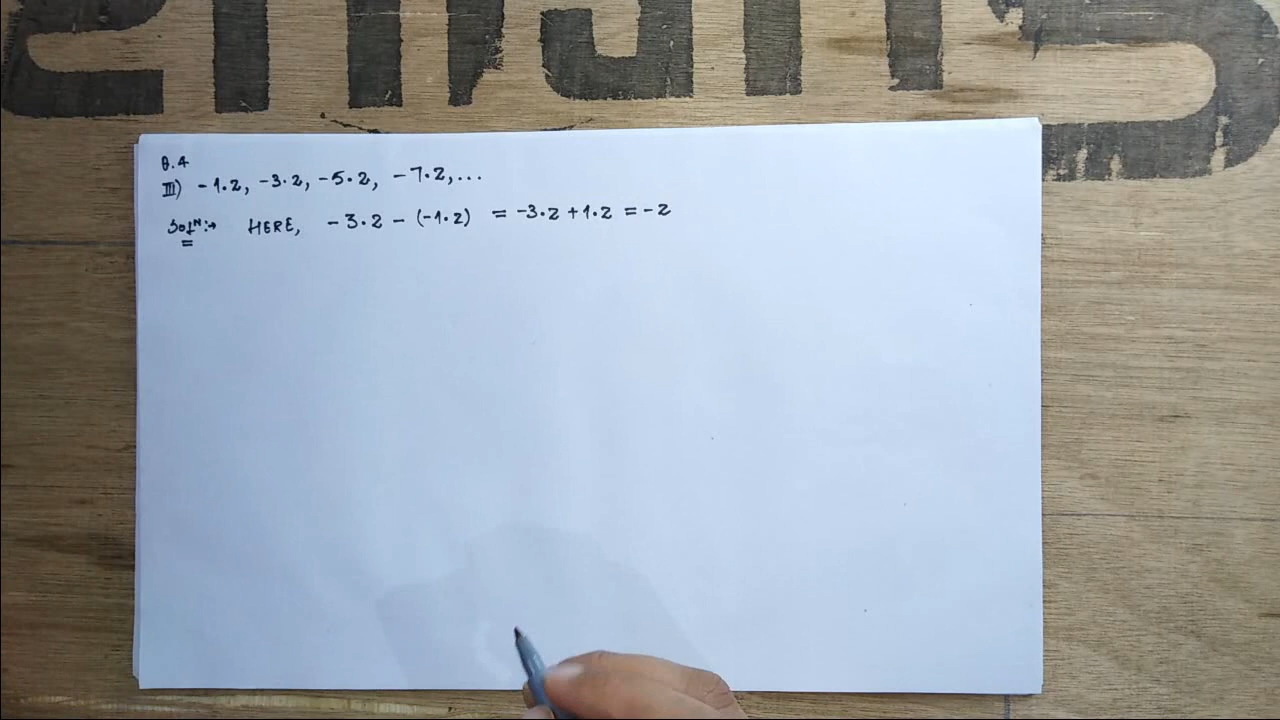 Q.4
III) -1.2, -3.2, -5.2, -7.2,...
SOLN:→ HERE, -3.2 - (-1.2) = -3.2 + 1.2 = -2